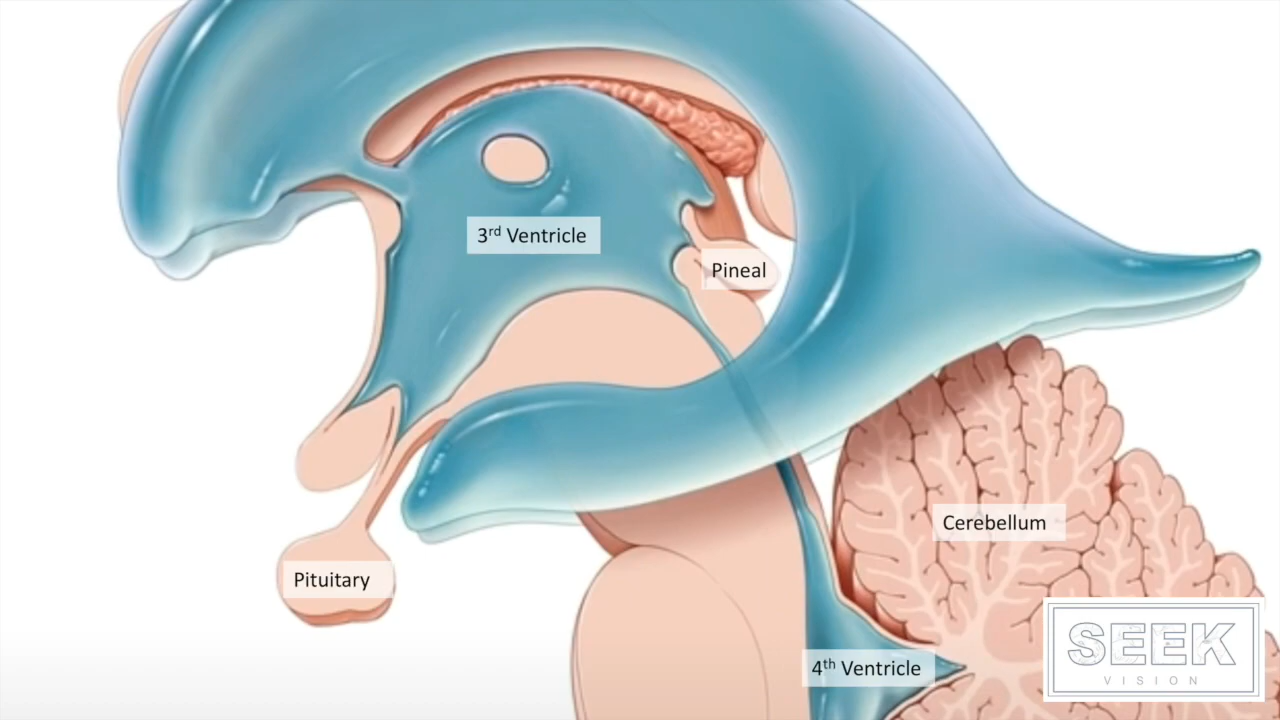 3rd Ventricle
Pineal
Cerebellum
Pituitary
4th Ventricle
SEEK
VISION